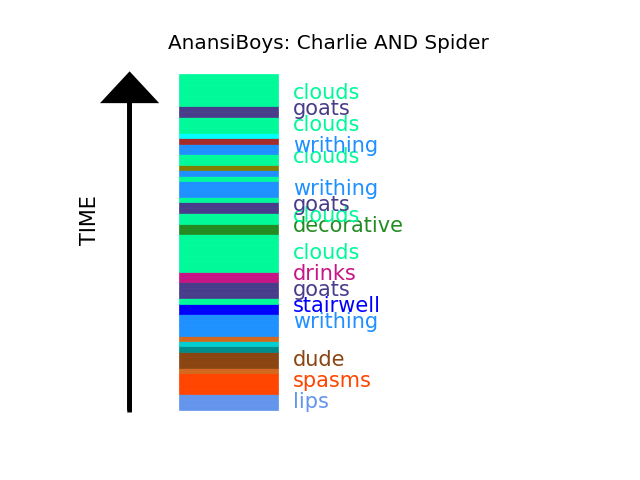 AnansiBoys: Charlie AND Spider
clouds
goats
clouds
writhing
clouds
writhing
goats
clouds
decorative
clouds
drinks
goats
stairwell
writhing
dude
spasms
lips
TIME